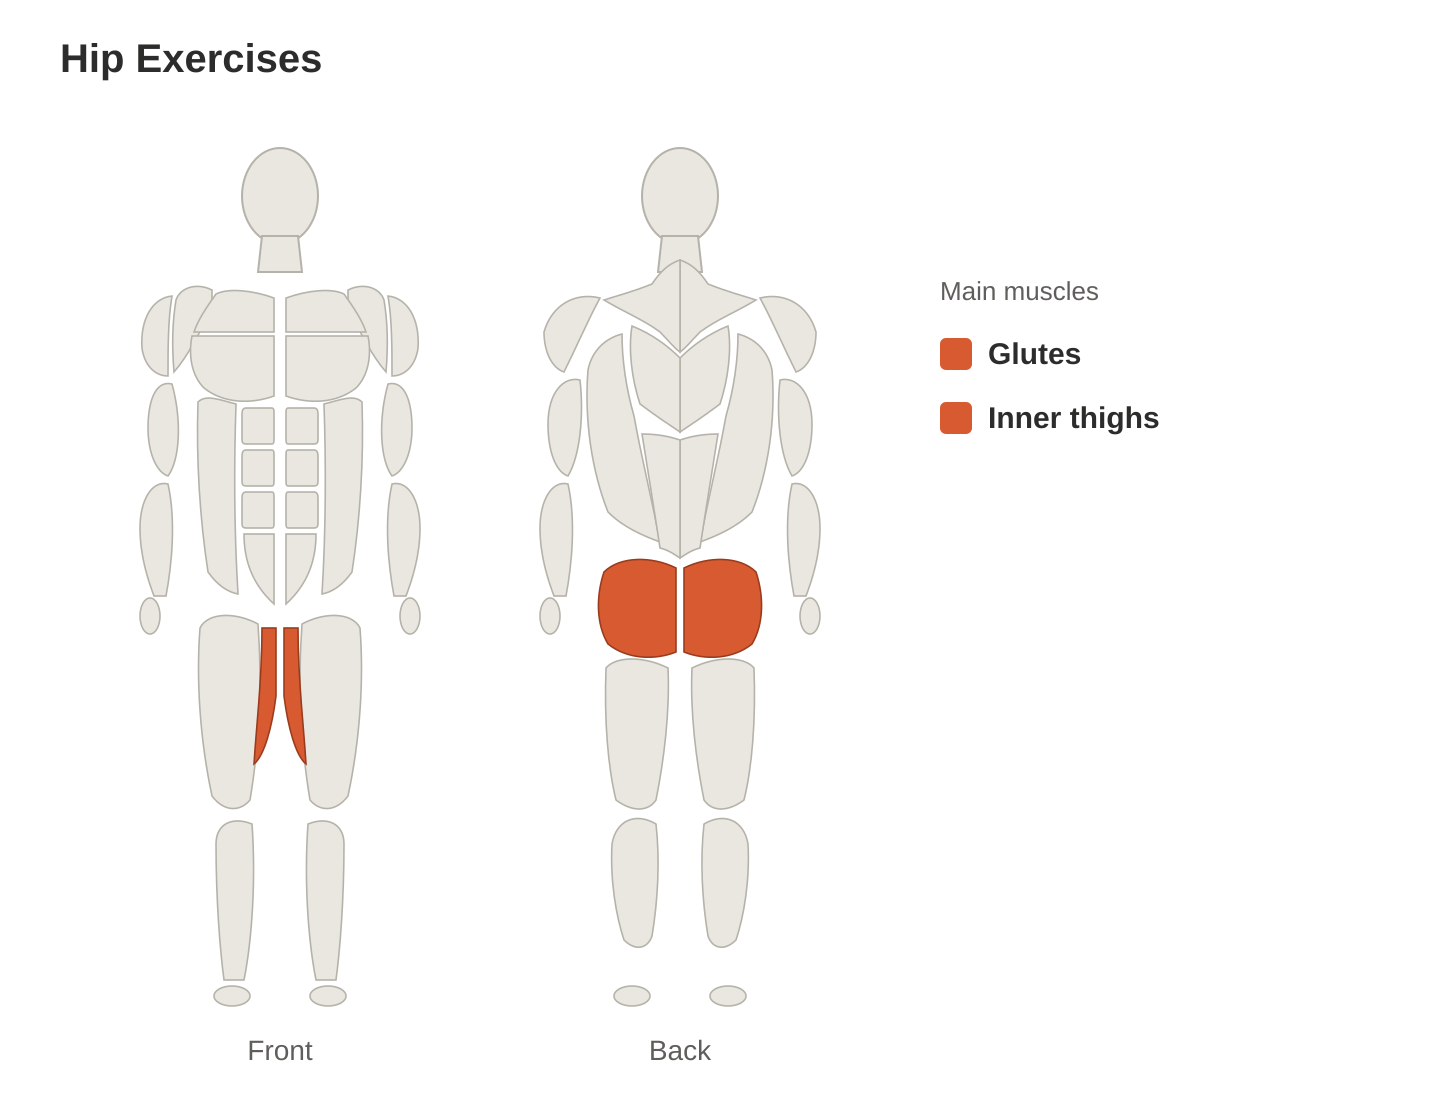 Hip Exercises
Main muscles
Glutes
Inner thighs
Front
Back